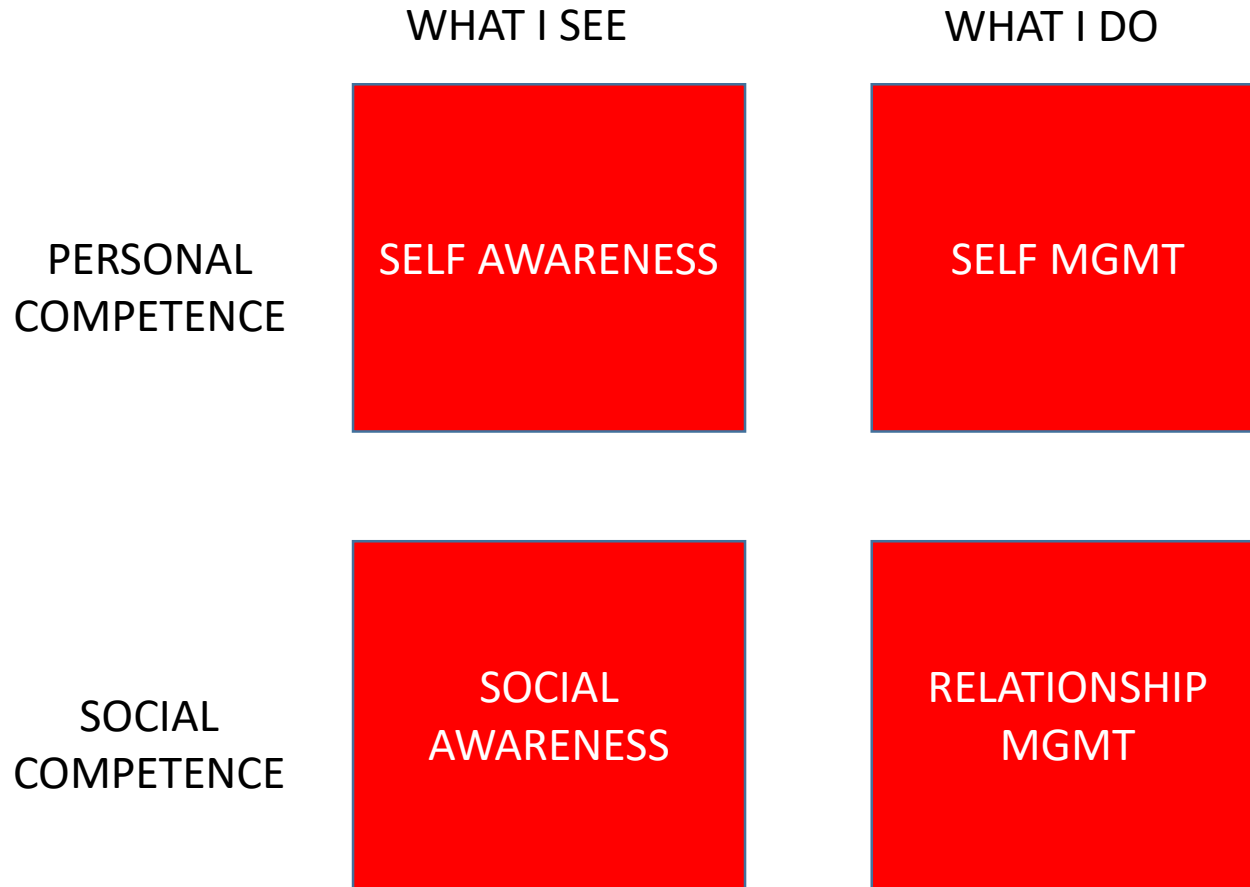 WHAT I SEE
WHAT I DO
PERSONAL
COMPETENCE
SELF AWARENESS
SELF MGMT
SOCIAL
COMPETENCE
SOCIAL
AWARENESS
RELATIONSHIP
MGMT